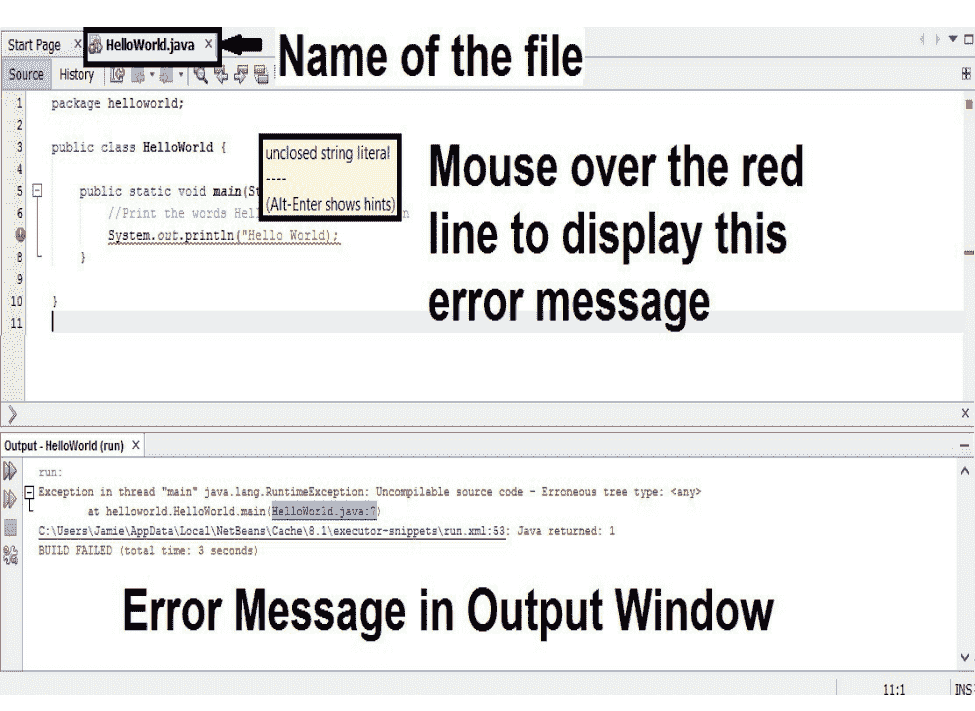 Start Page HelloWorld.java Name of the file
Source History
1 package helloworld;
2
3 public class HelloWorld {
unclosed string literal
----
(Alt-Enter shows hints)
Mouse over the red
line to display this
error message
4
5 public static void main(St
6 //Print the words Hel n
System.out.println("Hello World);
8 }
9
10 }
11
Output - HelloWorld (run)
run:
Exception in thread "main" java.lang.RuntimeException: Uncompilable source code - Erroneous tree type: <any>
at helloworld.HelloWorld.main(HelloWorld.java:7)
C:\Users\Jamie\AppData\Local\NetBeans\Cache\8.1\executor-snippets\run.xml:53: Java returned: 1
BUILD FAILED (total time: 3 seconds)
Error Message in Output Window
11:1 INS